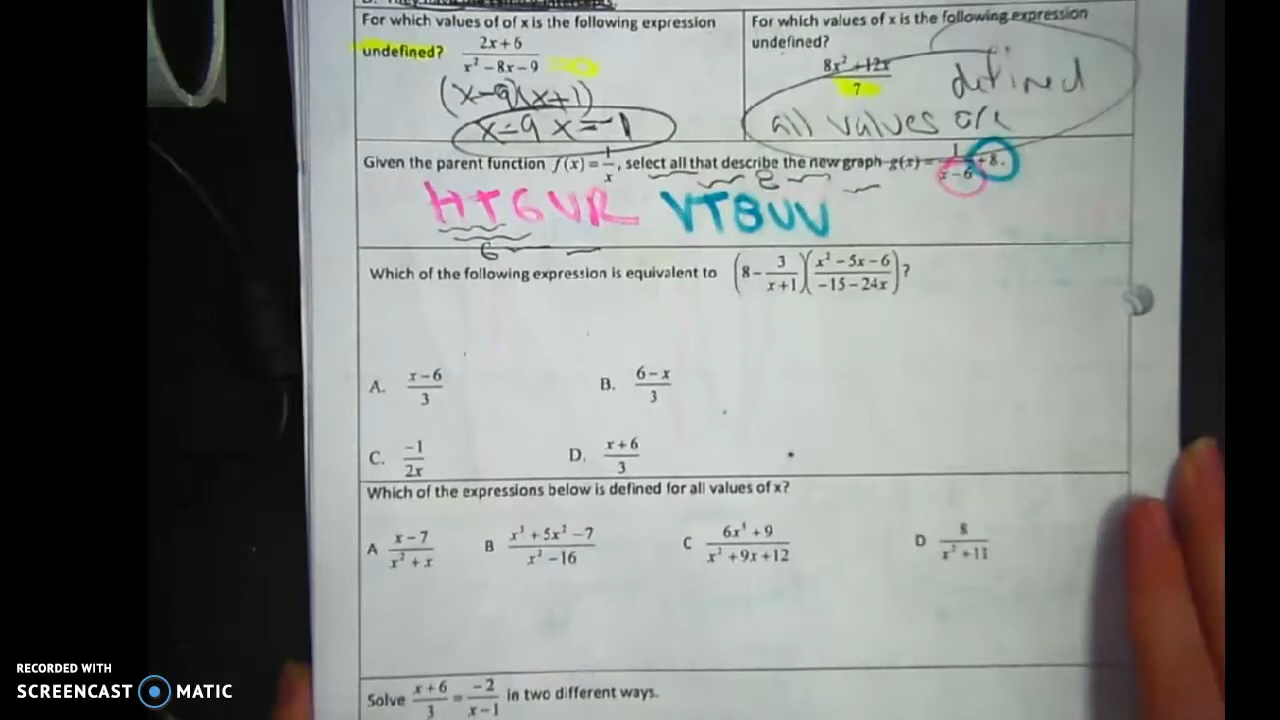 For which values of of x is the following expression
undefined? 2x+6 / x² −8x−9
(x−9)(x+1)
x=9 x=−1
For which values of x is the following expression
undefined?
8x² +12x / 7
defined
all values of x
Given the parent function f(x) = 1/x, select all that describe the new graph g(x) = 1/(x−6) +8.
HT6UR VT8UU
6
Which of the following expression is equivalent to (8− 3/(x+1))((x² −5x−6)/(−15−24x))?
A. x−6 / 3
B. 6−x / 3
C. −1 / 2x
D. x+6 / 3
Which of the expressions below is defined for all values of x?
A x−7 / x² +x
B x³ +5x² −7 / x² −16
C / x² +9x+12
D 8 / x² +11
Solve x+6 / 3 = −2 / x−1 in two different ways.
RECORDED WITH
SCREENCAST MATIC